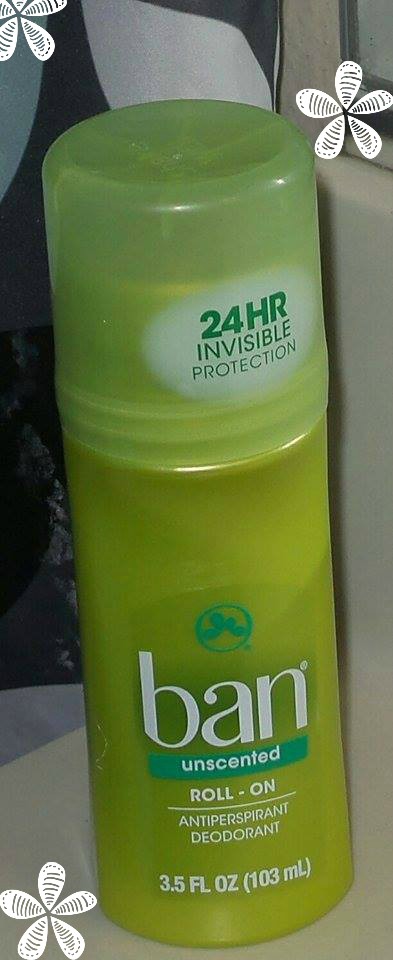 24HR
INVISIBLE
PROTECTION
ban®
unscented
ROLL-ON
ANTIPERSPIRANT
DEODORANT
3.5 FL OZ (103 mL)